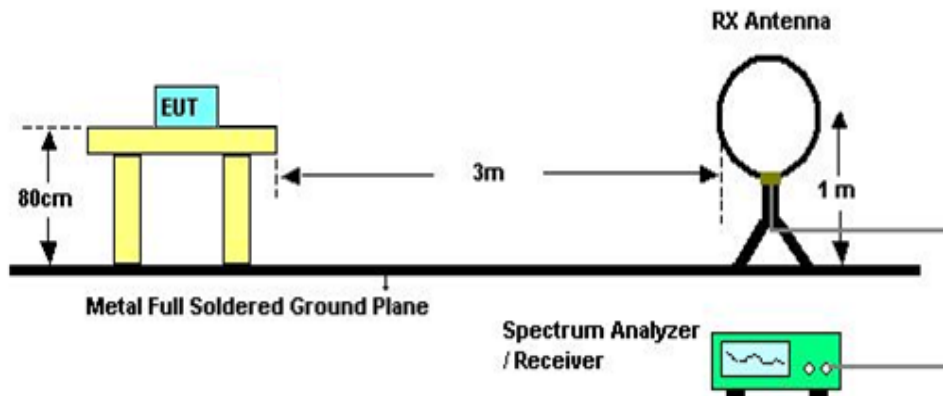 RX Antenna
EUT
3m
80cm
1 m
Metal Full Soldered Ground Plane
Spectrum Analyzer
/ Receiver